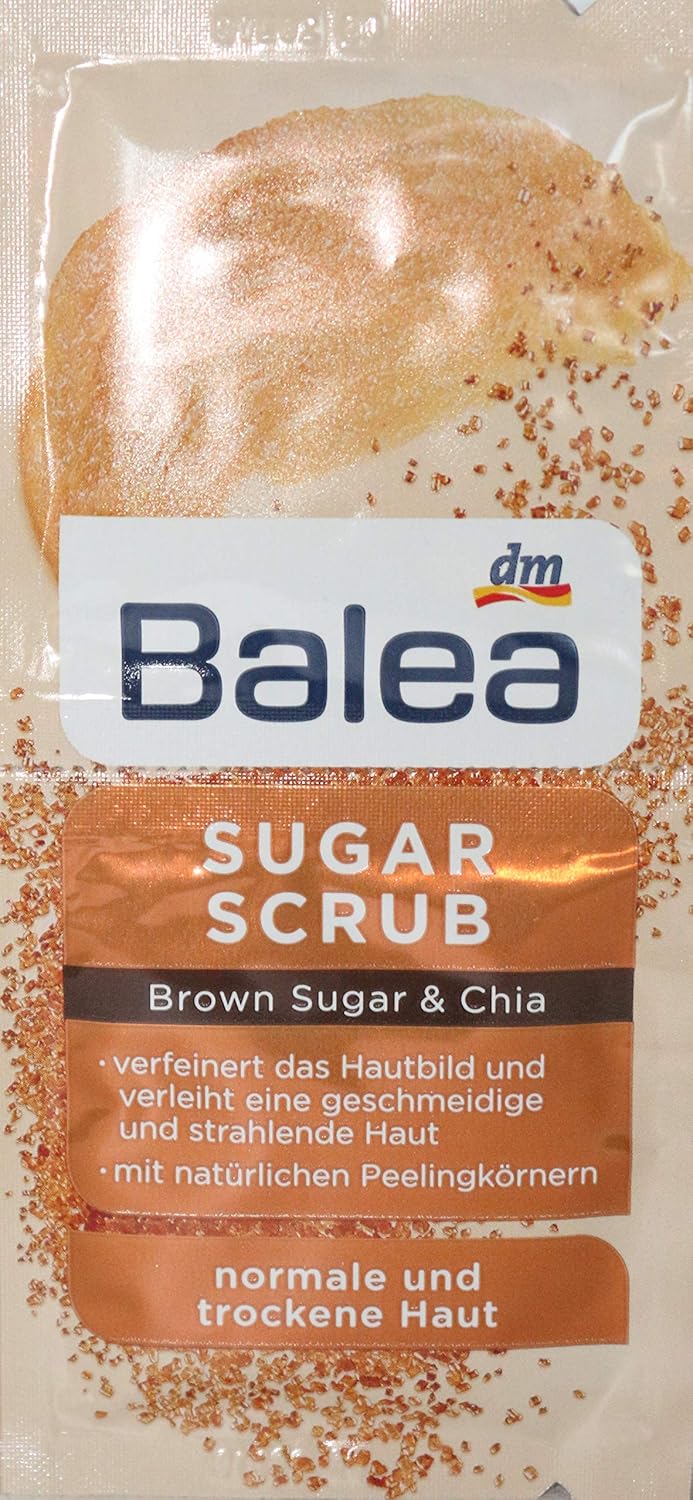 dm
Balea
SUGAR
SCRUB
Brown Sugar & Chia
• verfeinert das Hautbild und
verleiht eine geschmeidige
und strahlende Haut
• mit natürlichen Peelingkörnern
normale und
trockene Haut